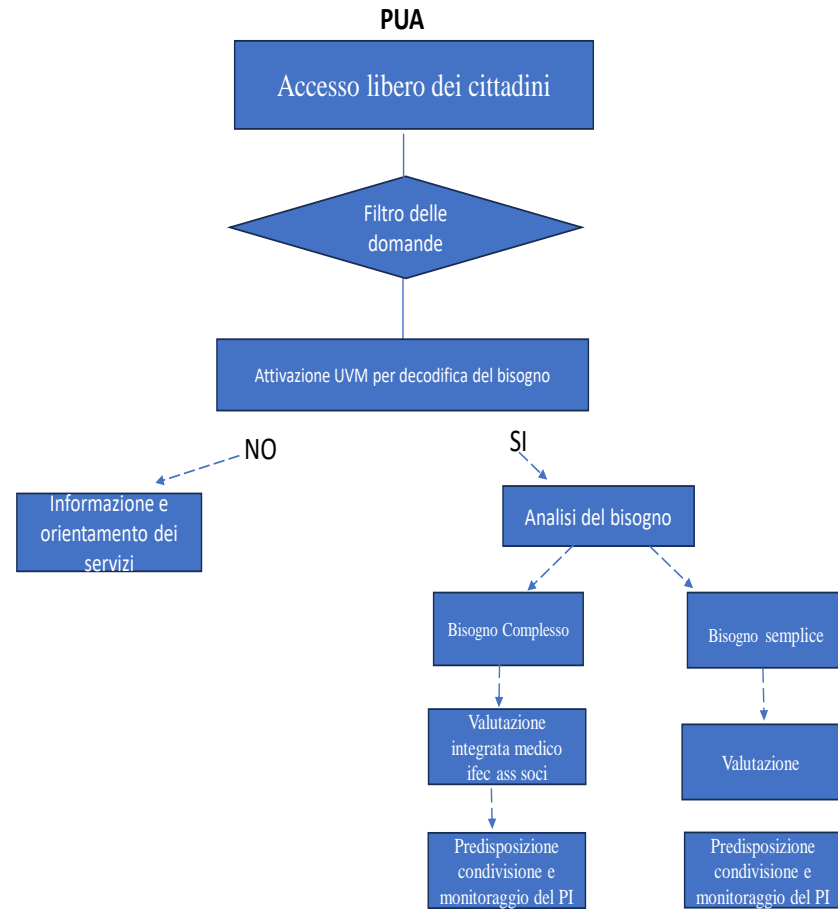 PUA
Accesso libero dei cittadini
Filtro delle
domande
Attivazione UVM per decodifica del bisogno
NO
SI
Informazione e
orientamento dei
servizi
Analisi del bisogno
Bisogno Complesso
Bisogno semplice
Valutazione
integrata medico
ifec ass soci
Valutazione
Predisposizione
condivisione e
monitoraggio del PI
Predisposizione
condivisione e
monitoraggio del PI